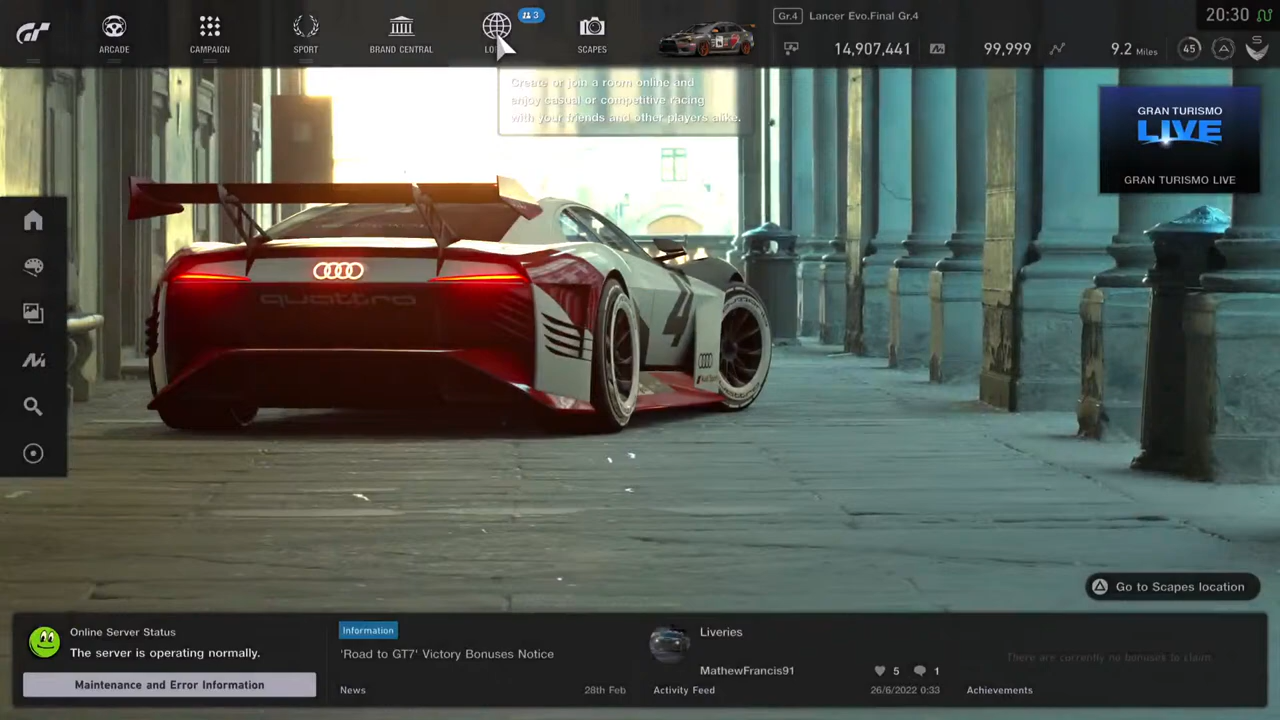 GT
ARCADE
CAMPAIGN
SPORT
BRAND CENTRAL
LO
3
SCAPES
Gr.4 Lancer Evo.Final Gr.4
14,907,441 99,999 9.2 Miles 45 A S
20:30
Create or join a room online and
enjoy casual or competitive racing
with your friends and other players alike.
GRAN TURISMO
LIVE
GRAN TURISMO LIVE
quattro
4
Go to Scapes location
Online Server Status
The server is operating normally.
Maintenance and Error Information
Information
'Road to GT7' Victory Bonuses Notice
News 28th Feb
Liveries
MathewFrancis91 5 1
Activity Feed 26/6/2022 0:33
There are currently no bonuses to claim.
Achievements